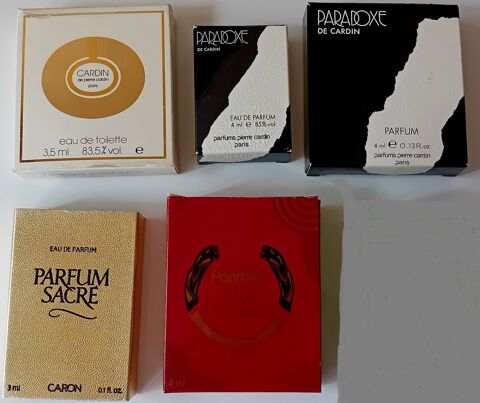 CARDIN
de pierre cardin
paris
eau de toilette
3,5 ml 83,5% vol. e
PARADOXE
DE CARDIN
EAU DE PARFUM
4 ml e 85% vol
parfums pierre cardin
paris
PARADOXE
DE CARDIN
PARFUM
4 ml e 0.13 fl.oz.
parfums pierre cardin
paris
EAU DE PARFUM
PARFUM
SACRÉ
3 ml CARON 0.1 fl. oz.
Panthère
4 ml